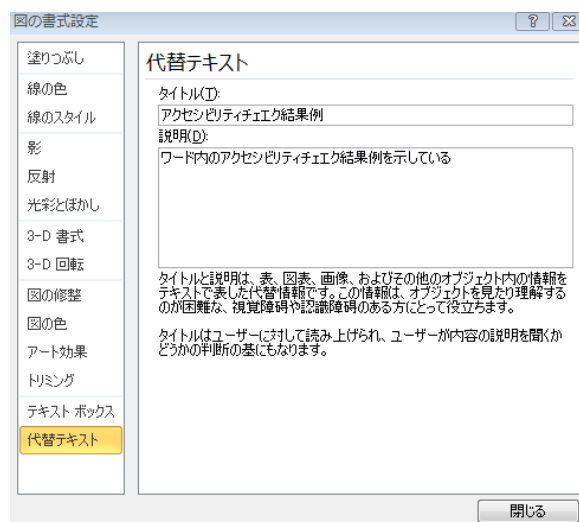 図の書式設定
塗りつぶし
線の色
線のスタイル
影
反射
光彩とぼかし
3-D 書式
3-D 回転
図の修整
図の色
アート効果
トリミング
テキスト ボックス
代替テキスト
代替テキスト
タイトル(T):
アクセシビリティチェエク結果例
説明(D):
ワード内のアクセシビリティチェエク結果例を示している
タイトルと説明は、表、図表、画像、およびその他のオブジェクト内の情報を
テキストで表した代替情報です。この情報は、オブジェクトを見たり理解する
のが困難な、視覚障碍や認識障碍のある方にとって役立ちます。
タイトルはユーザーに対して読み上げられ、ユーザーが内容の説明を聞くか
どうかの判断の基にもなります。
閉じる